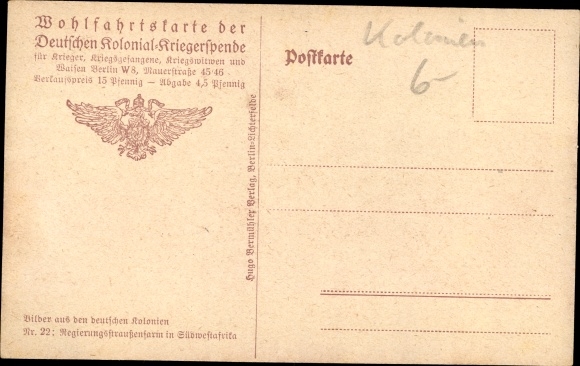 Wohlfahrtskarte der
Deutschen Kolonial-Kriegerspende
für Krieger, Kriegsgefangene, Kriegswitwen und
Waisen Berlin W8, Mauerstraße 45-46
Verkaufspreis 15 Pfennig — Abgabe 4,5 Pfennig
Bilder aus den deutschen Kolonien
Nr. 22: Regierungsstraußenfarm in Südwestafrika
Hugo Vermühler Verlag, Berlin-Lichterfelde
Postkarte
Kolonien
6-